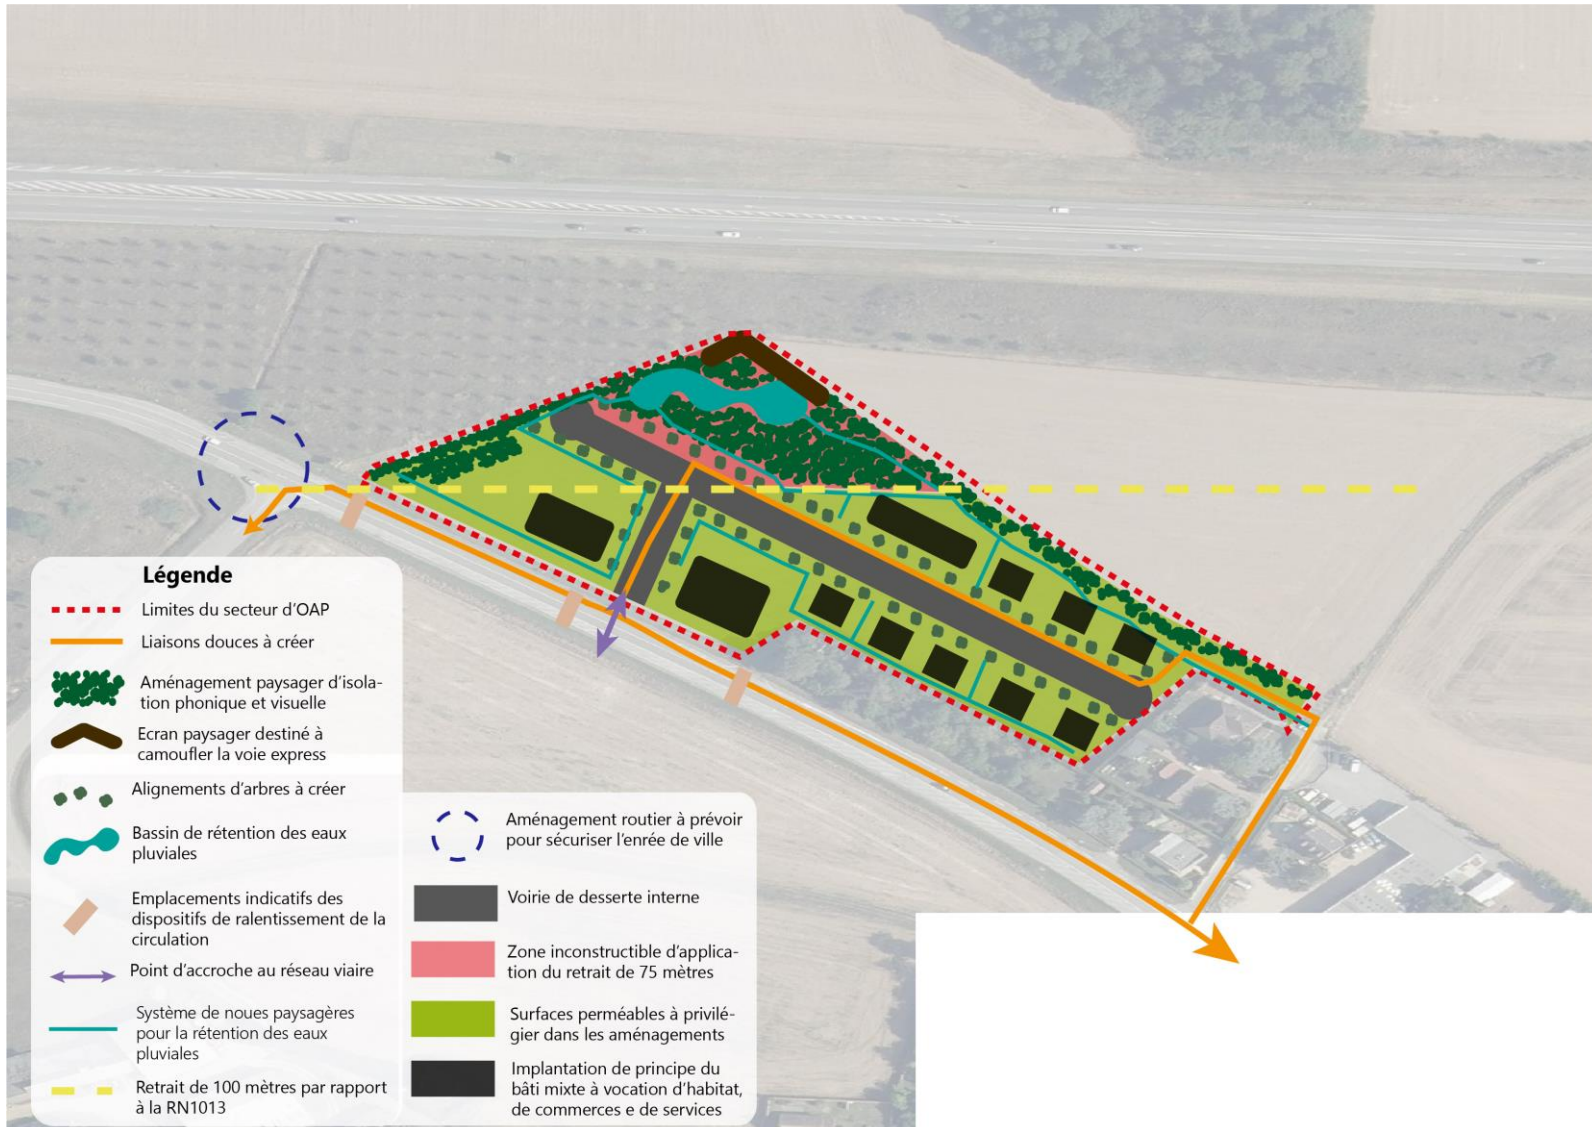 Légende
Limites du secteur d'OAP
Liaisons douces à créer
Aménagement paysager d'isola-
tion phonique et visuelle
Ecran paysager destiné à
camoufler la voie express
Alignements d'arbres à créer
Bassin de rétention des eaux
pluviales
Emplacements indicatifs des
dispositifs de ralentissement de la
circulation
Point d'accroche au réseau viaire
Système de noues paysagères
pour la rétention des eaux
pluviales
Retrait de 100 mètres par rapport
à la RN1013
Aménagement routier à prévoir
pour sécuriser l'enrée de ville
Voirie de desserte interne
Zone inconstructible d'applica-
tion du retrait de 75 mètres
Surfaces perméables à privilé-
gier dans les aménagements
Implantation de principe du
bâti mixte à vocation d'habitat,
de commerces e de services